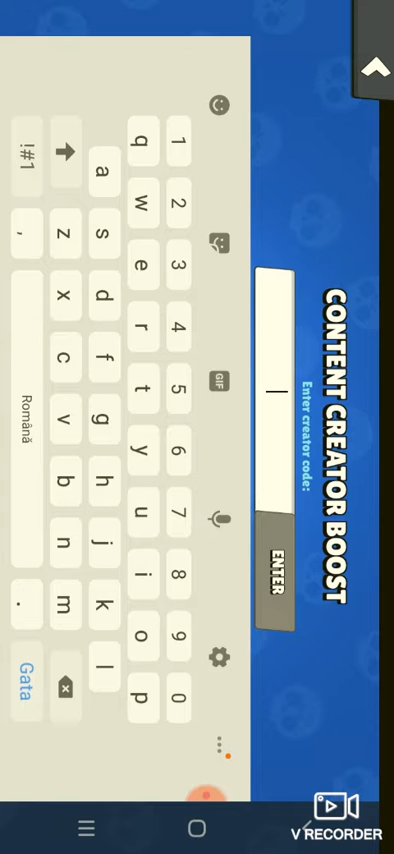 CONTENT CREATOR BOOST
Enter creator code:
ENTER
GIF
1 2 3 4 5 6 7 8 9 0
q w e r t y u i o p
a s d f g h j k l
z x c v b n m
!#1 , Română . Gata
V RECORDER